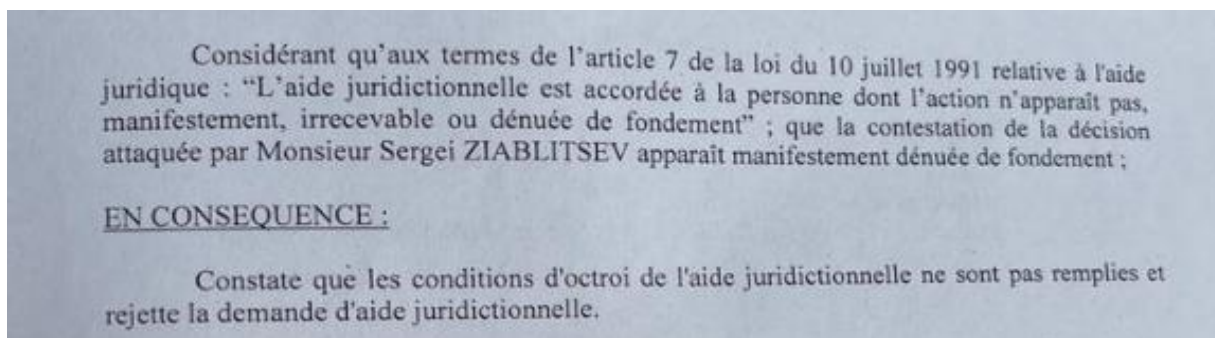 Considérant qu’aux termes de l’article 7 de la loi du 10 juillet 1991 relative à l'aide
juridique : “L’aide juridictionnelle est accordée à la personne dont l’action n’apparaît pas,
manifestement, irrecevable ou dénuée de fondement” ; que la contestation de la décision
attaquée par Monsieur Sergei ZIABLITSEV apparaît manifestement dénuée de fondement ;
EN CONSEQUENCE :
Constate que les conditions d'octroi de l'aide juridictionnelle ne sont pas remplies et
rejette la demande d'aide juridictionnelle.